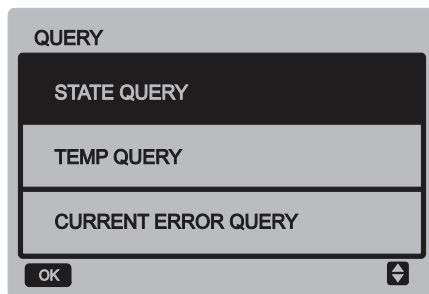 QUERY
STATE QUERY
TEMP QUERY
CURRENT ERROR QUERY
OK